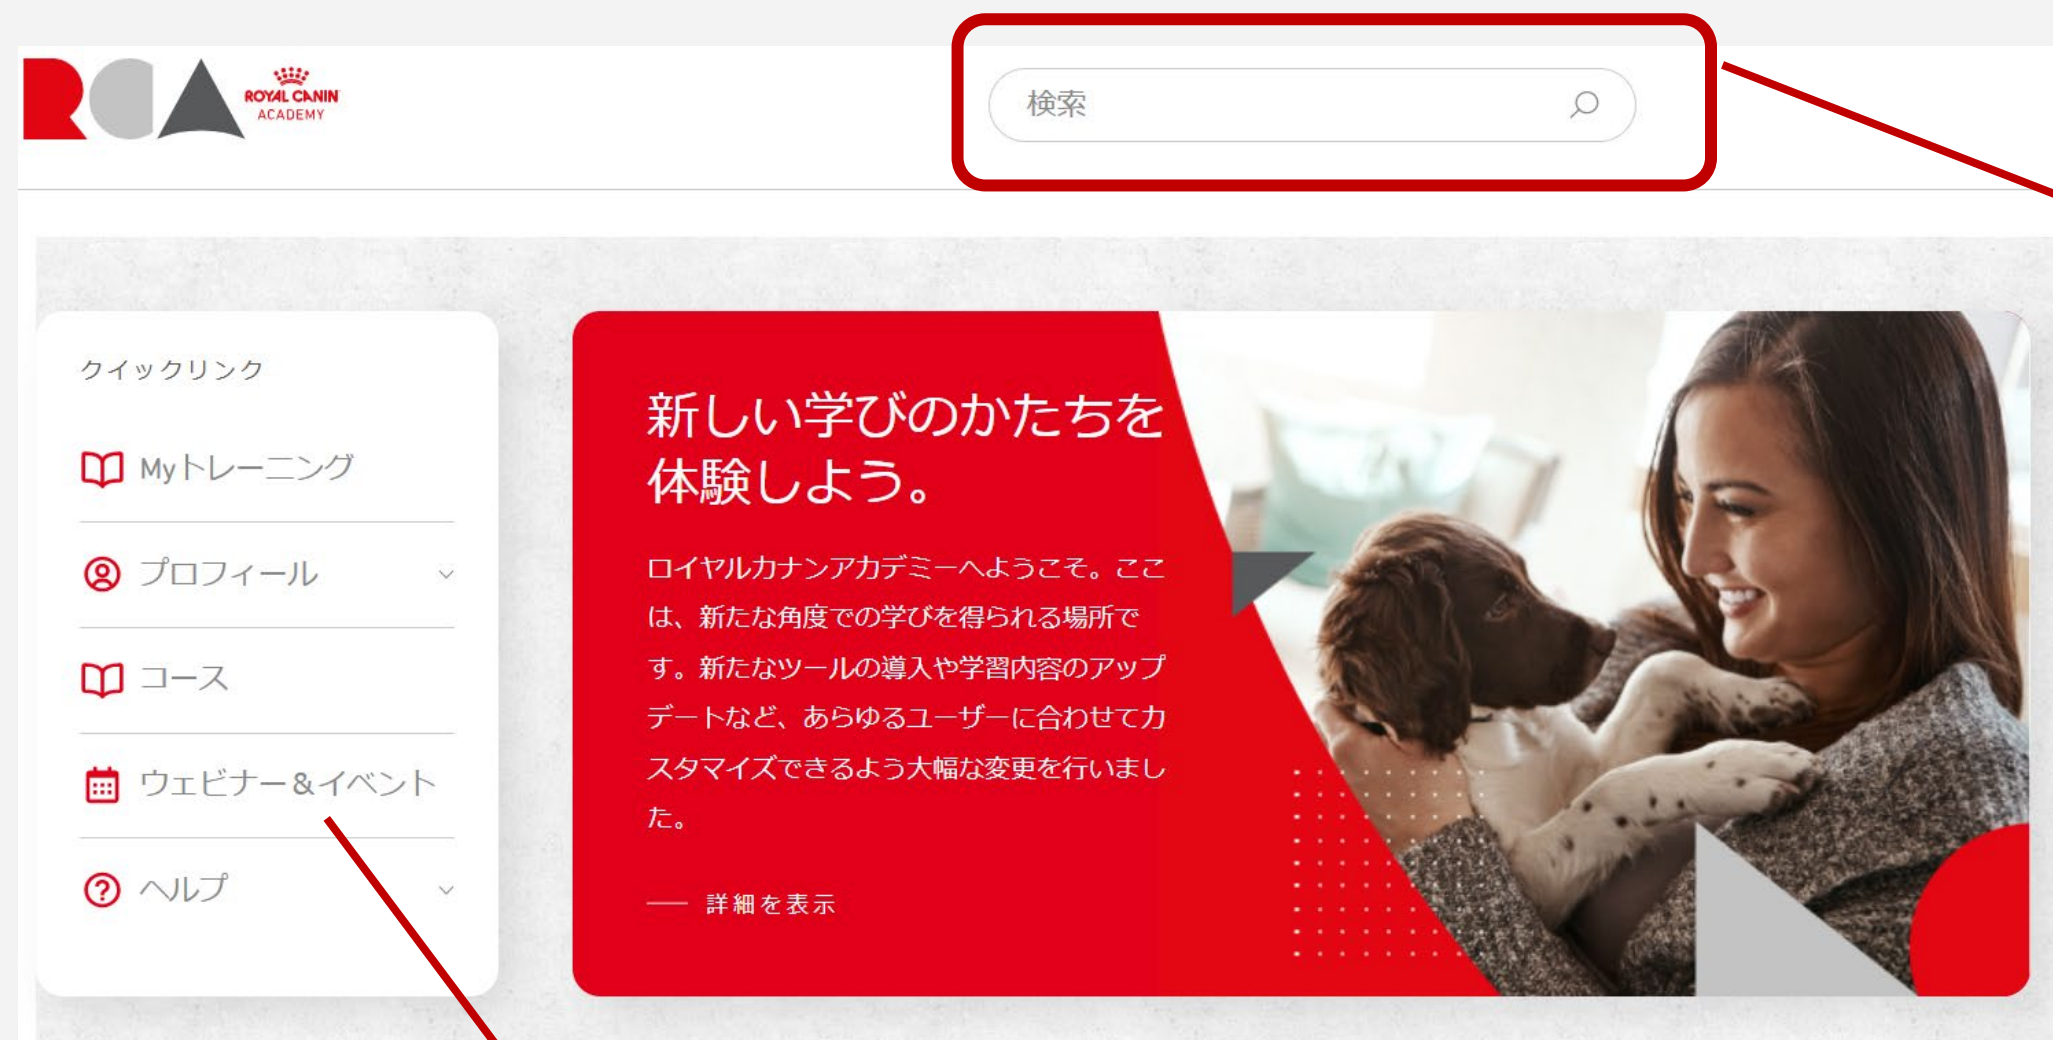 RCA
ROYAL CANIN
ACADEMY
検索
クイックリンク
Myトレーニング
プロフィール
コース
ウェビナー&イベント
ヘルプ
新しい学びのかたちを
体験しよう。
ロイヤルカナンアカデミーへようこそ。ここ
は、新たな角度での学びを得られる場所で
す。新たなツールの導入や学習内容のアップ
デートなど、あらゆるユーザーに合わせてカ
スタマイズできるよう大幅な変更を行いまし
た。
詳細を表示